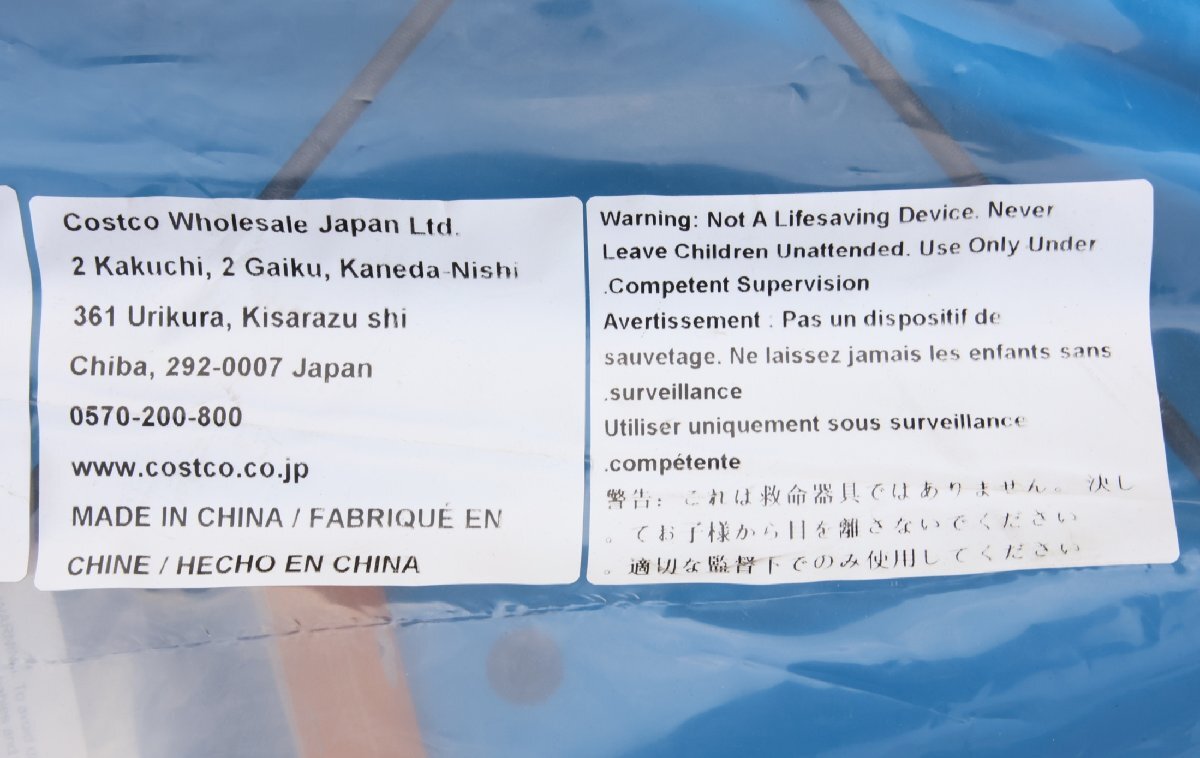 Costco Wholesale Japan Ltd.
2 Kakuchi, 2 Gaiku, Kaneda-Nishi
361 Urikura, Kisarazu shi
Chiba, 292-0007 Japan
0570-200-800
www.costco.co.jp
MADE IN CHINA / FABRIQUÉ EN
CHINE / HECHO EN CHINA
Warning: Not A Lifesaving Device. Never
Leave Children Unattended. Use Only Under
.Competent Supervision
Avertissement : Pas un dispositif de
sauvetage. Ne laissez jamais les enfants sans
.surveillance
Utiliser uniquement sous surveillance
.compétente
警告: これは救命器具ではありません。 決し
。てお子様から目を離さないでください
。適切な監督下でのみ使用してください